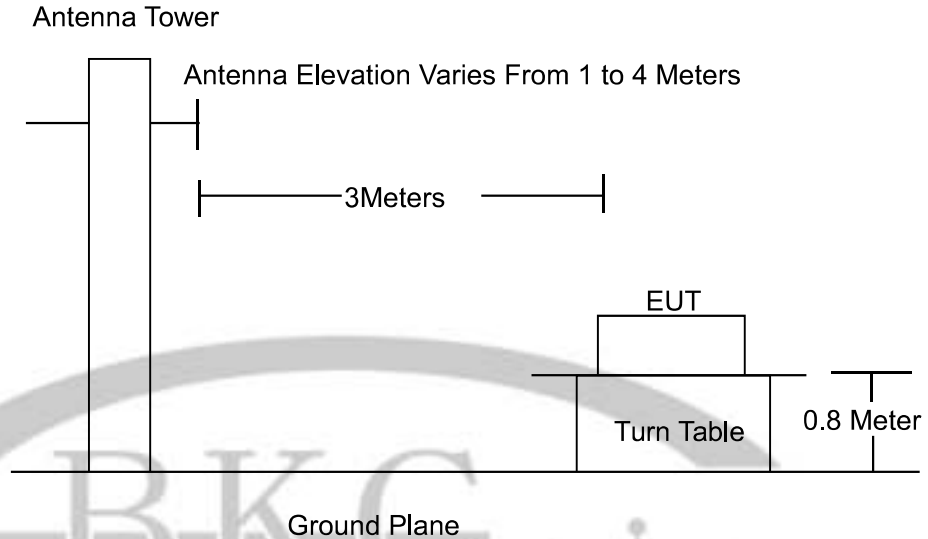 Antenna Tower
Antenna Elevation Varies From 1 to 4 Meters
3Meters
EUT
Turn Table
0.8 Meter
BKC
Ground Plane